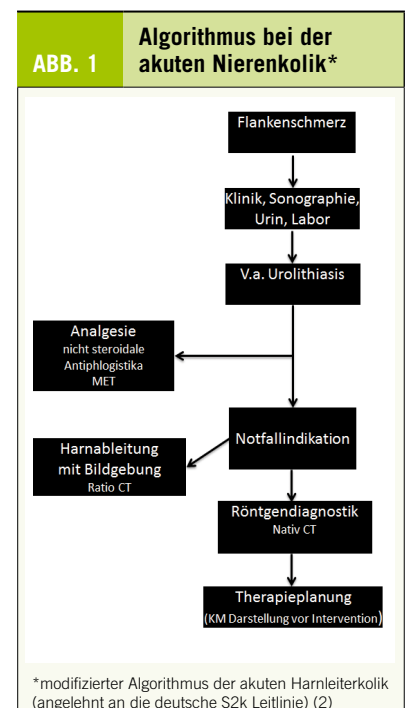 ABB. 1
Algorithmus bei der
akuten Nierenkolik*
Flankenschmerz
Klinik, Sonographie,
Urin, Labor
V.a. Urolithiasis
Analgesie
nicht steroidale
Antiphlogistika
MET
Notfallindikation
Harnableitung
mit Bildgebung
Ratio CT
Röntgendiagnostik
Nativ CT
Therapieplanung
(KM Darstellung vor Intervention)
*modifizierter Algorithmus der akuten Harnleiterkolik
(angelehnt an die deutsche S2k Leitlinie) (2)